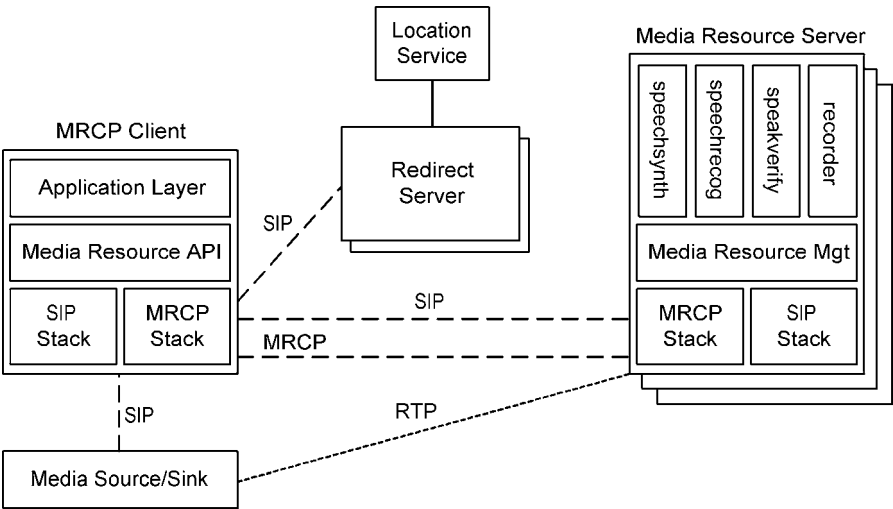 Location
Service
Media Resource Server
speechsynth
speechrecog
speakverify
recorder
MRCP Client
Application Layer
Redirect
Server
SIP
Media Resource API
Media Resource Mgt
SIP
Stack
MRCP
Stack
SIP
MRCP
MRCP
Stack
SIP
Stack
SIP
RTP
Media Source/Sink